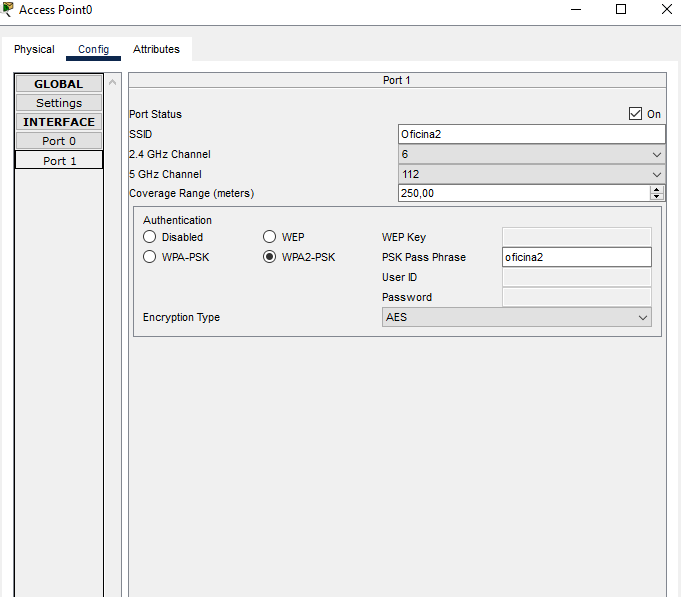 Access Point0
Physical Config Attributes
GLOBAL
Settings
INTERFACE
Port 0
Port 1
Port 1
Port Status On
SSID Oficina2
2.4 GHz Channel 6
5 GHz Channel 112
Coverage Range (meters) 250,00
Authentication
Disabled WEP WEP Key
WPA-PSK WPA2-PSK PSK Pass Phrase oficina2
User ID
Password
Encryption Type AES